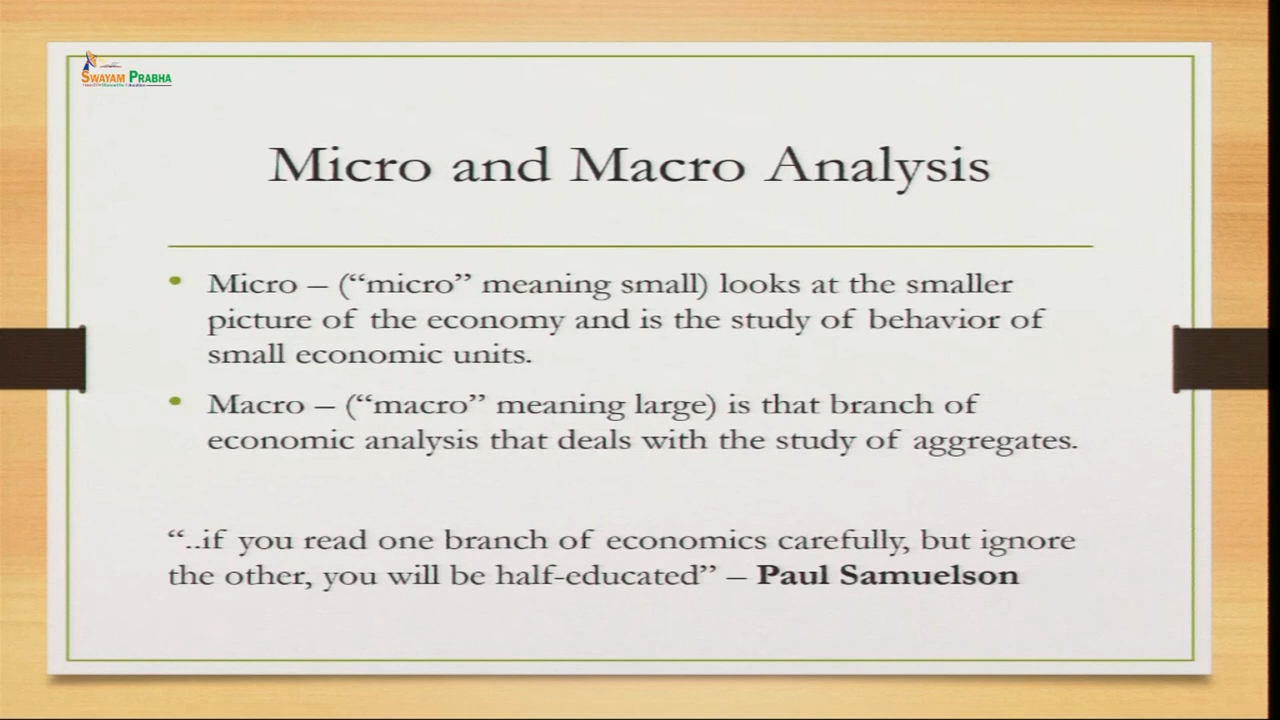 SWAYAM PRABHA
Micro and Macro Analysis
• Micro – (“micro” meaning small) looks at the smaller
picture of the economy and is the study of behavior of
small economic units.
• Macro – (“macro” meaning large) is that branch of
economic analysis that deals with the study of aggregates.
“..if you read one branch of economics carefully, but ignore
the other, you will be half-educated” – Paul Samuelson